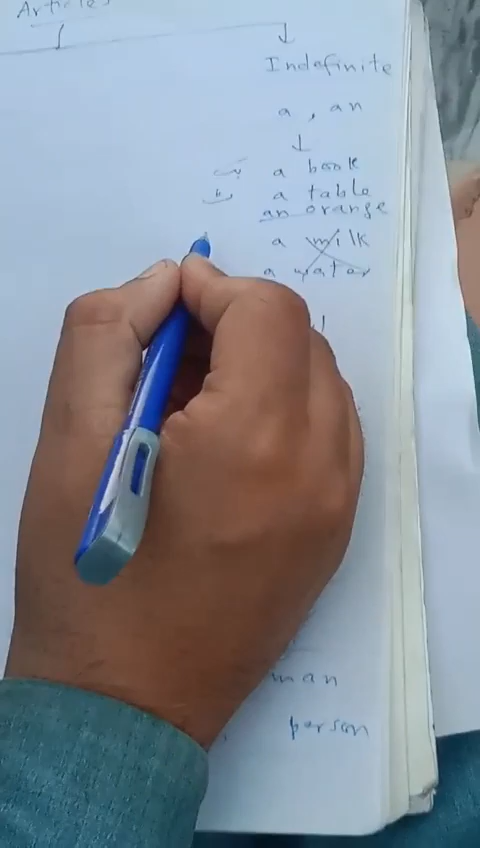 Articles
Indefinite
a , an
a book
a table
an orange
a milk
a water
man
person